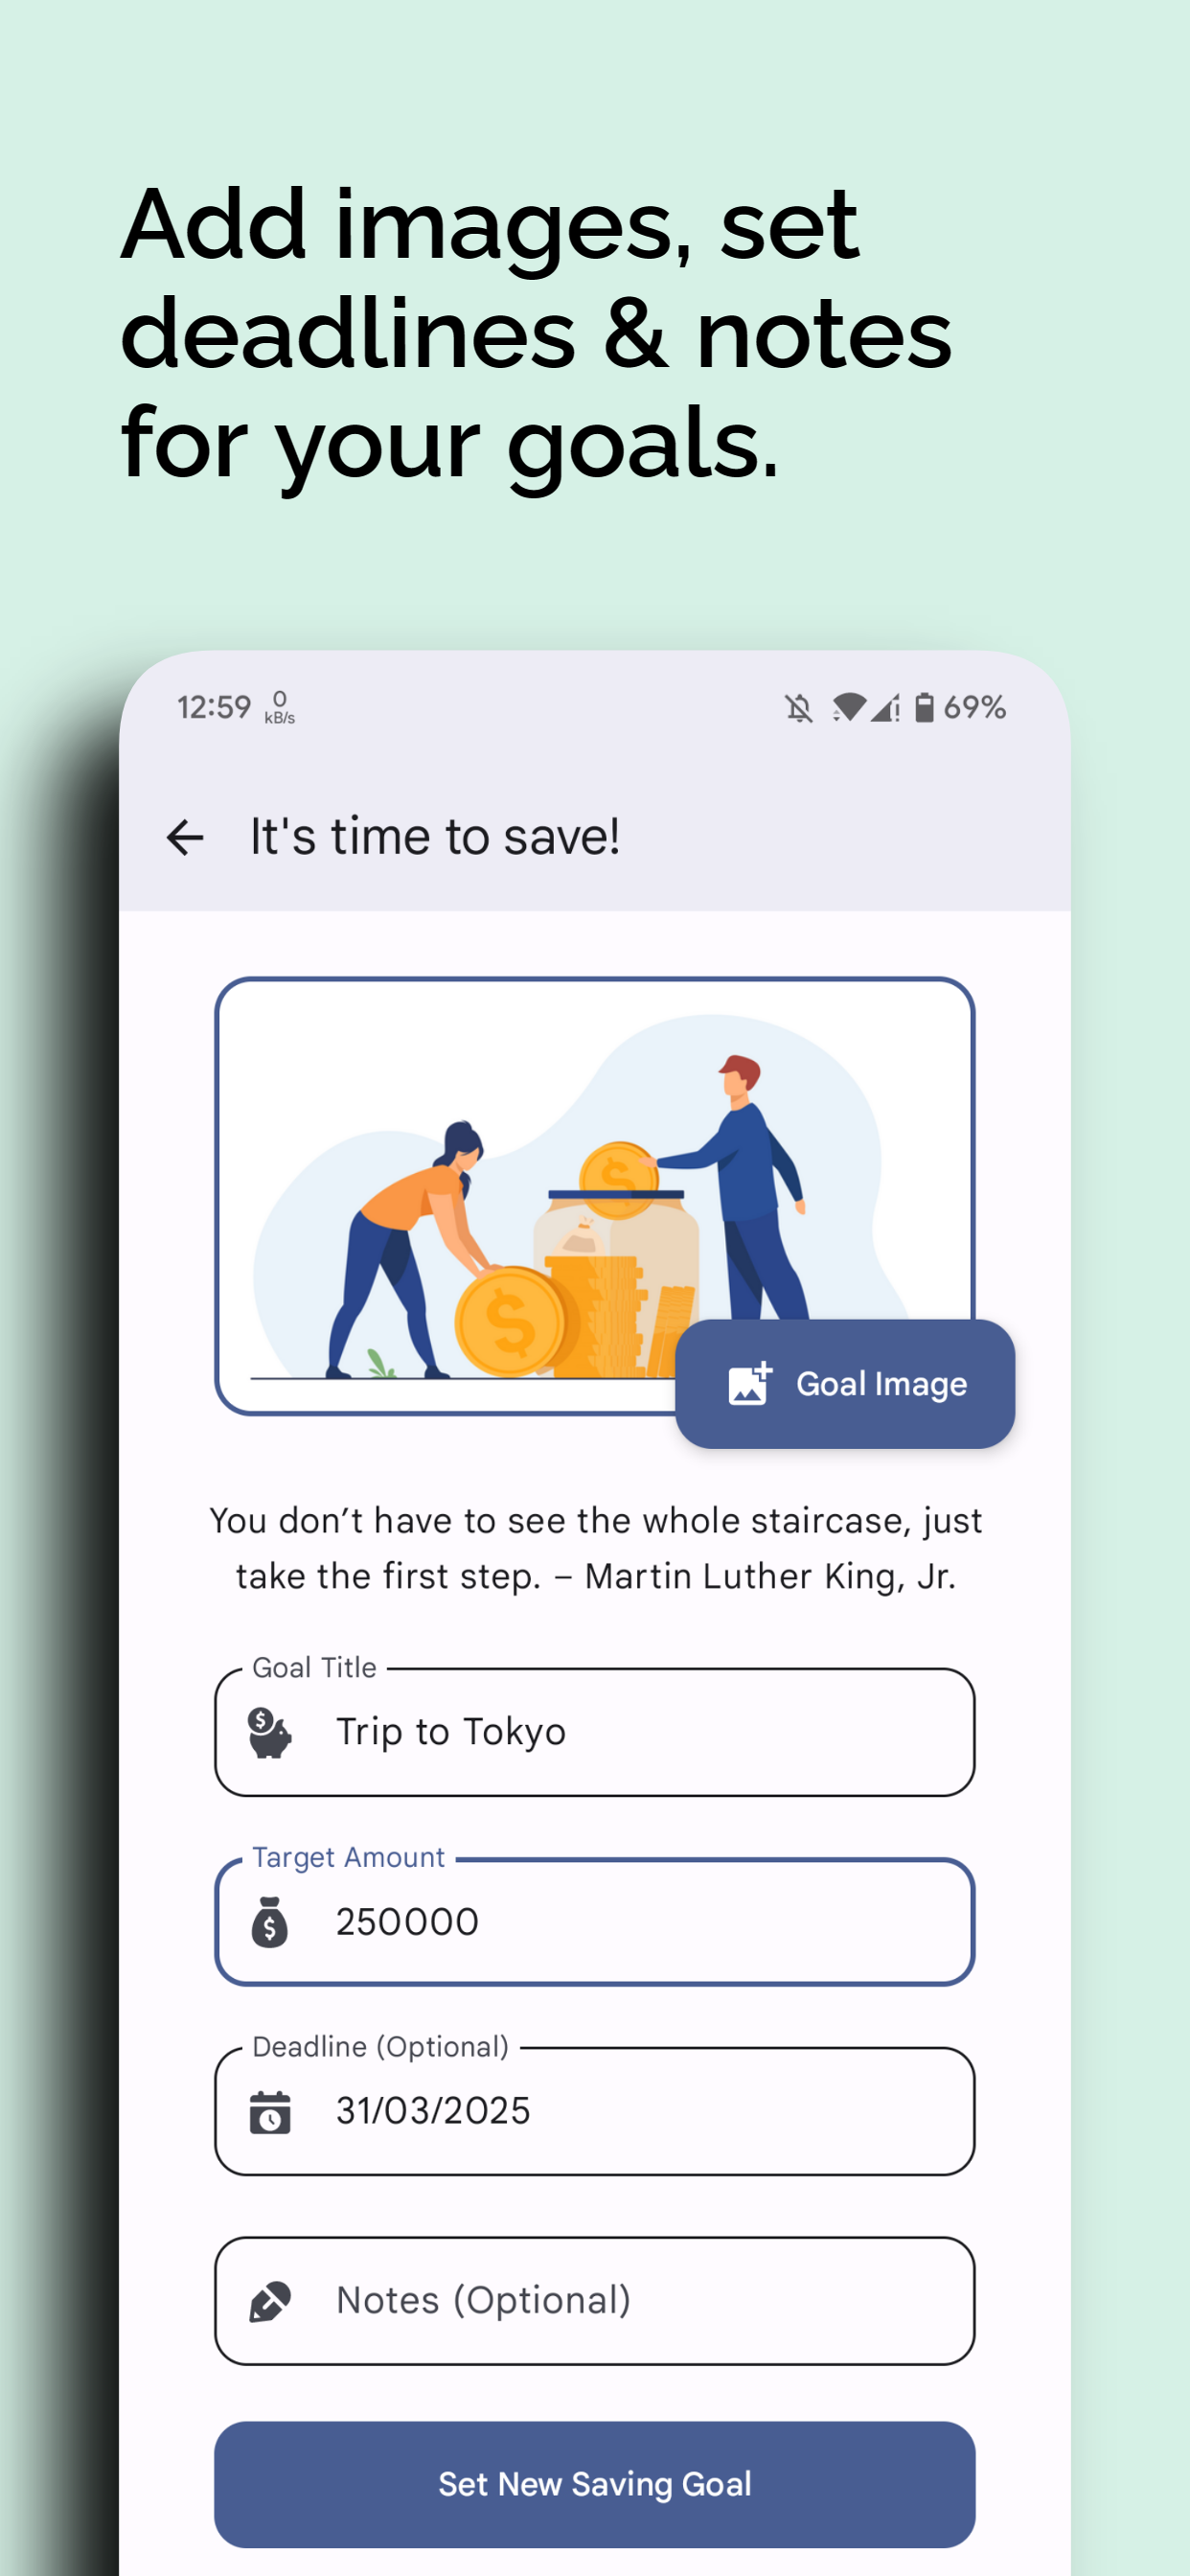 Add images, set
deadlines & notes
for your goals.
12:59 0 kB/s 69%
It's time to save!
Goal Image
You don’t have to see the whole staircase, just
take the first step. – Martin Luther King, Jr.
Goal Title
Trip to Tokyo
Target Amount
250000
Deadline (Optional)
31/03/2025
Notes (Optional)
Set New Saving Goal